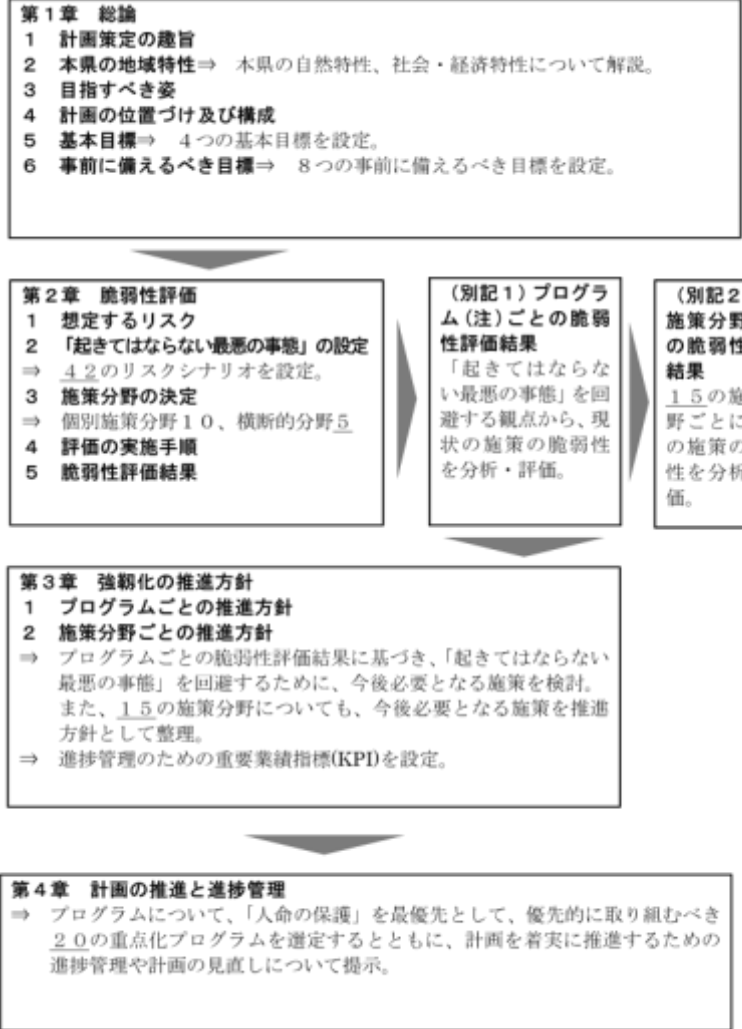 第1章　総論
1　計画策定の趣旨
2　本県の地域特性⇒　本県の自然特性、社会・経済特性について解説。
3　目指すべき姿
4　計画の位置づけ及び構成
5　基本目標⇒　４つの基本目標を設定。
6　事前に備えるべき目標⇒　８つの事前に備えるべき目標を設定。
第２章　脆弱性評価
1　想定するリスク
2　「起きてはならない最悪の事態」の設定
⇒　４２のリスクシナリオを設定。
3　施策分野の決定
⇒　個別施策分野１０、横断的分野５
4　評価の実施手順
5　脆弱性評価結果
（別記１）プログラ
ム（注）ごとの脆弱
性評価結果
「起きてはならな
い最悪の事態」を回
避する観点から、現
状の施策の脆弱性
を分析・評価。
（別記２
施策分野
の脆弱性
結果
１５の施
野ごとに
の施策の
性を分析
価。
第３章　強靱化の推進方針
1　プログラムごとの推進方針
2　施策分野ごとの推進方針
⇒　プログラムごとの脆弱性評価結果に基づき、「起きてはならない
最悪の事態」を回避するために、今後必要となる施策を検討。
また、１５の施策分野についても、今後必要となる施策を推進
方針として整理。
⇒　進捗管理のための重要業績指標(KPI)を設定。
第４章　計画の推進と進捗管理
⇒　プログラムについて、「人命の保護」を最優先として、優先的に取り組むべき
２０の重点化プログラムを選定するとともに、計画を着実に推進するための
進捗管理や計画の見直しについて提示。